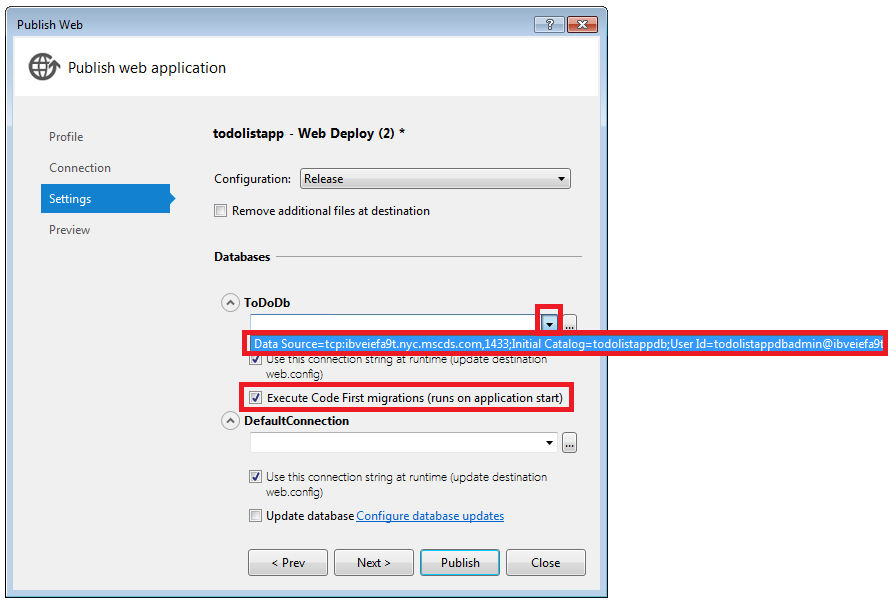 Publish Web
?
Publish web application
Profile
Connection
Settings
Preview
todolistapp - Web Deploy (2) *
Configuration: Release
Remove additional files at destination
Databases
ToDoDb
...
Data Source=tcp:ibveiefa9t.nyc.mscds.com,1433;Initial Catalog=todolistappdb;User Id=todolistappdbadmin@ibveiefa9t
Use this connection string at runtime (update destination
web.config)
Execute Code First migrations (runs on application start)
DefaultConnection
...
Use this connection string at runtime (update destination
web.config)
Update database Configure database updates
< Prev Next > Publish Close